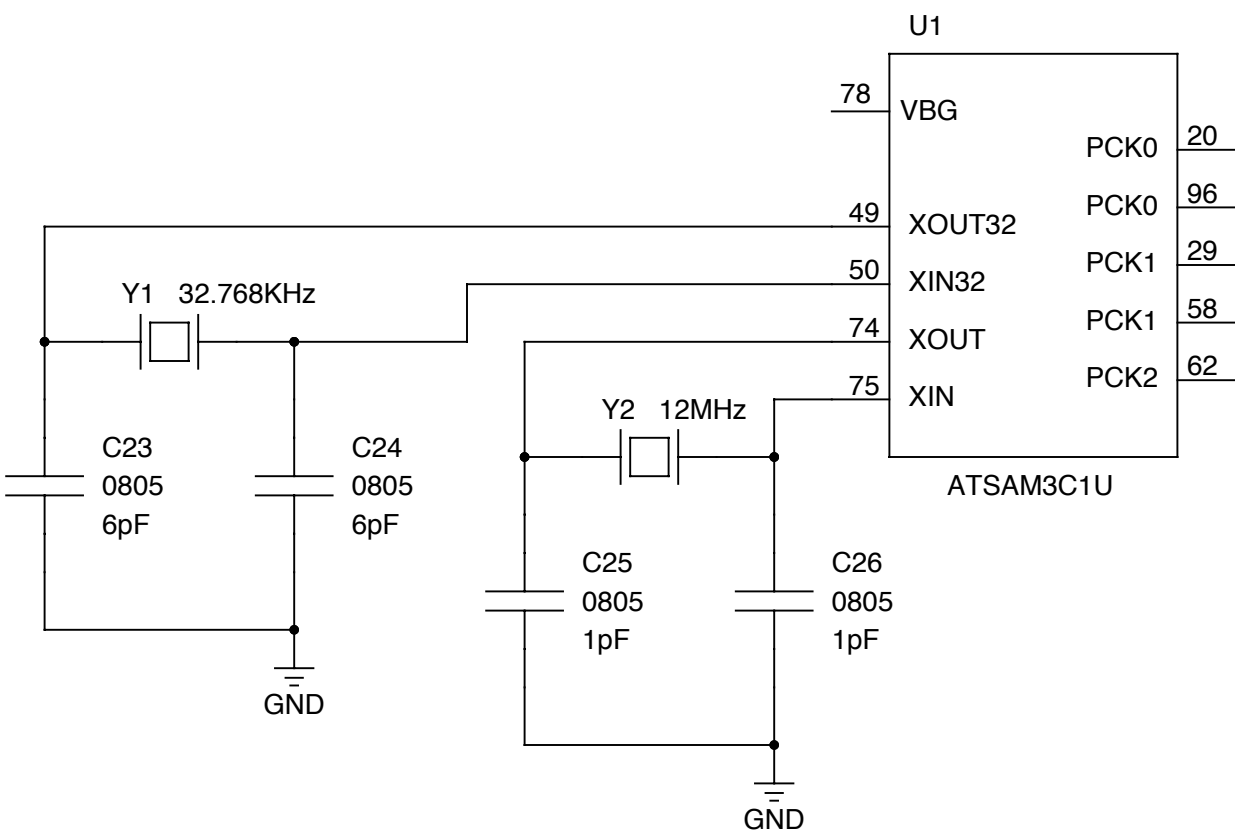 U1
78
VBG
PCK0
20
PCK0
96
49
XOUT32
PCK1
29
50
XIN32
Y1 32.768KHz
PCK1
58
74
XOUT
PCK2
62
75
XIN
Y2 12MHz
C23
0805
6pF
C24
0805
6pF
ATSAM3C1U
C25
0805
1pF
C26
0805
1pF
GND
GND